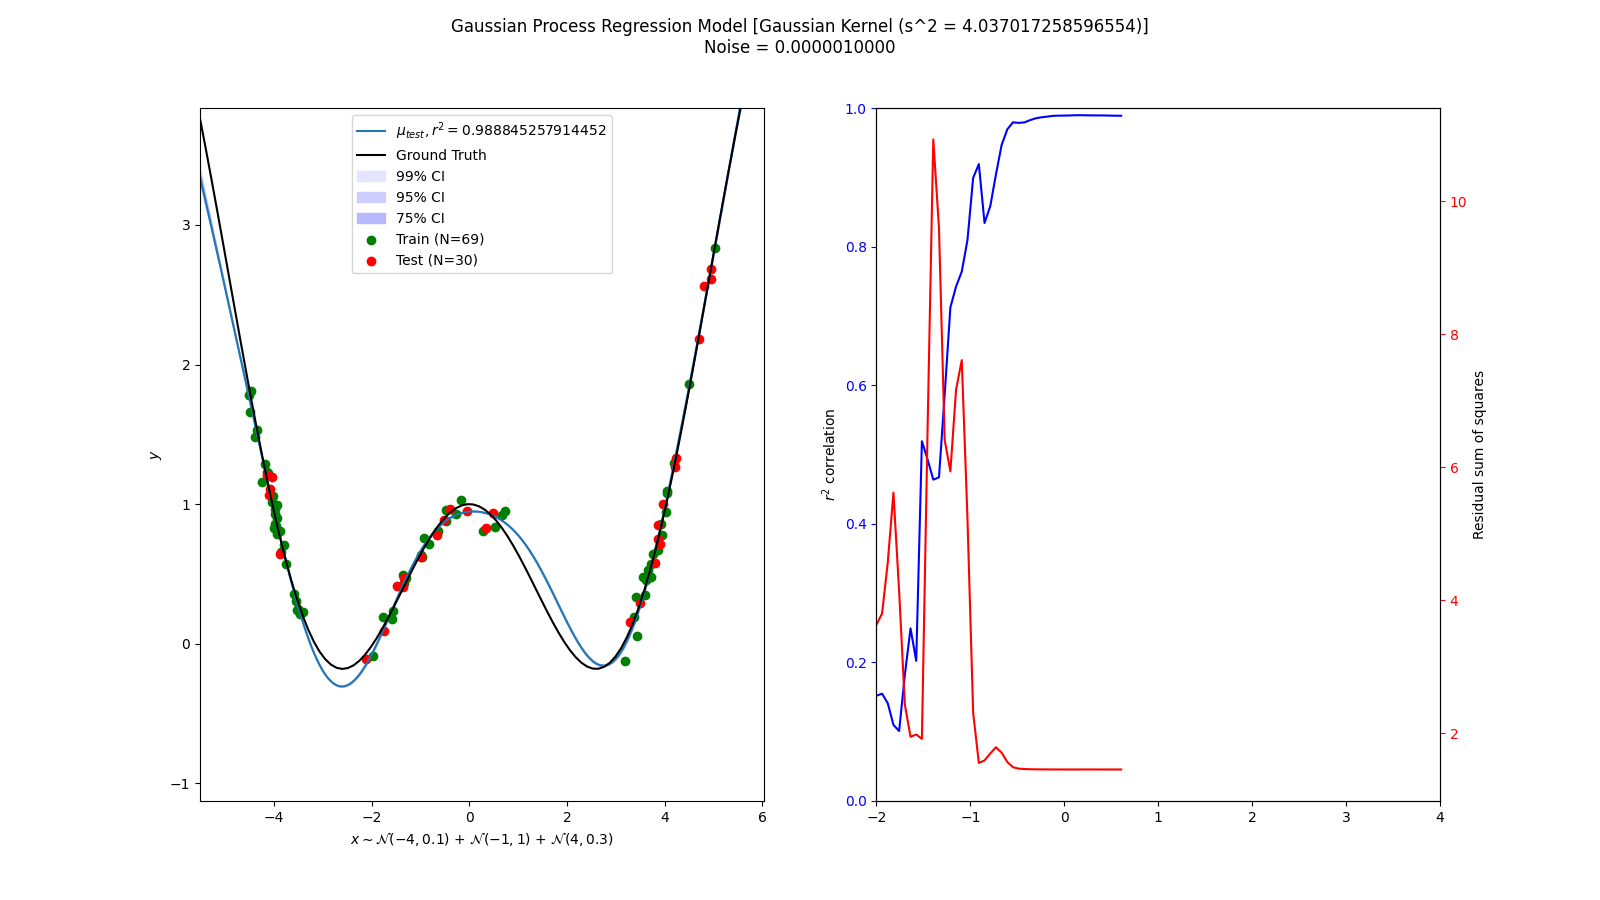 Gaussian Process Regression Model [Gaussian Kernel (s^2 = 4.037017258596554)]
Noise = 0.0000010000
μtest, r² = 0.988845257914452
Ground Truth
99% CI
95% CI
75% CI
Train (N=69)
Test (N=30)
3
2
1
0
−1
y
−4 −2 0 2 4 6
x ~ 𝒩(−4, 0.1) + 𝒩(−1, 1) + 𝒩(4, 0.3)
1.0
0.8
0.6
0.4
0.2
0.0
r² correlation
−2 −1 0 1 2 3 4
10
8
6
4
2
Residual sum of squares